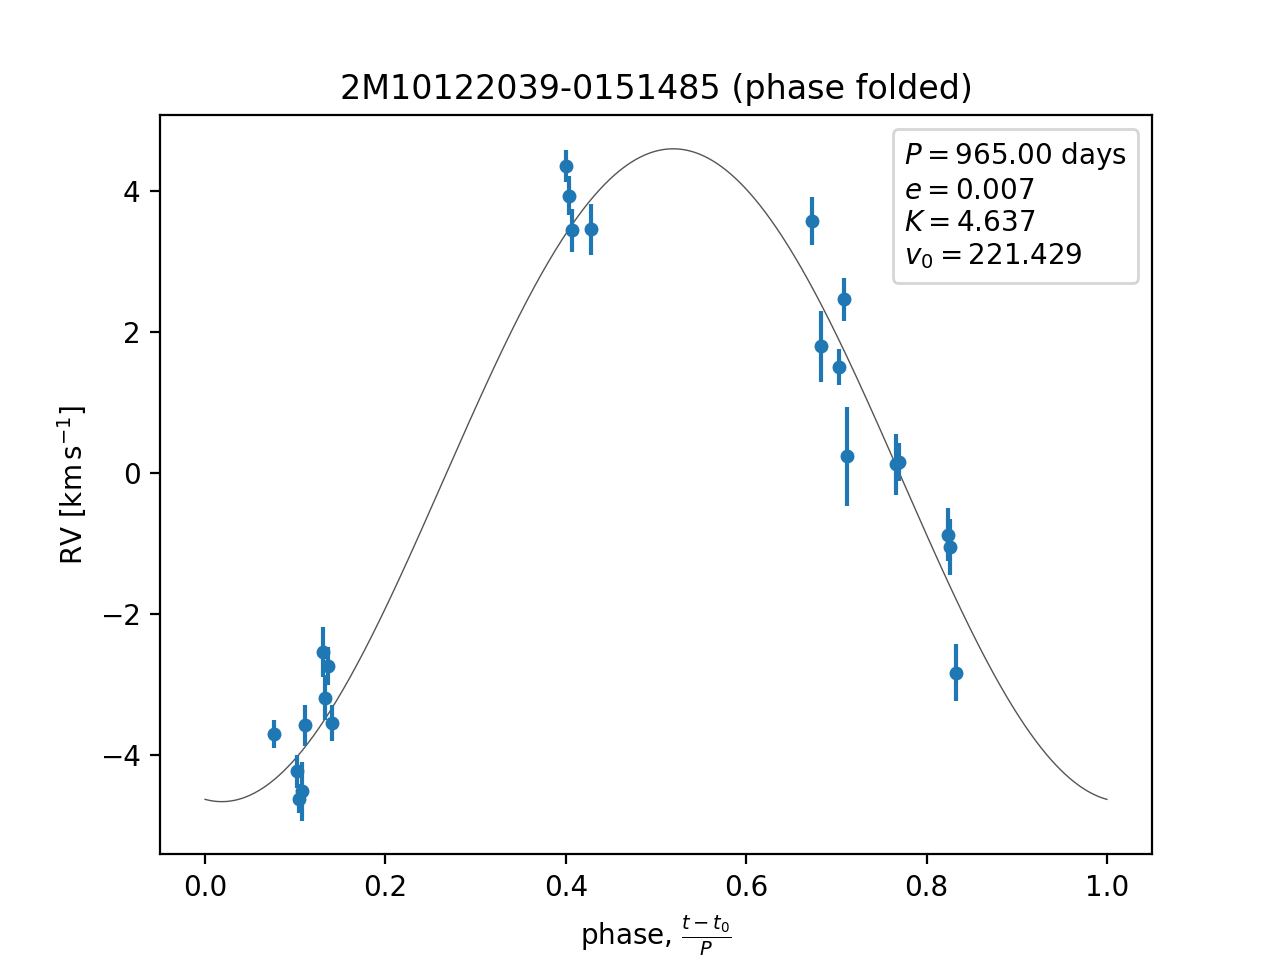 2M10122039-0151485 (phase folded)
P = 965.00 days
e = 0.007
K = 4.637
v₀ = 221.429
4
2
0
−2
−4
RV [km s⁻¹]
0.0 0.2 0.4 0.6 0.8 1.0
phase, (t − t₀)/P